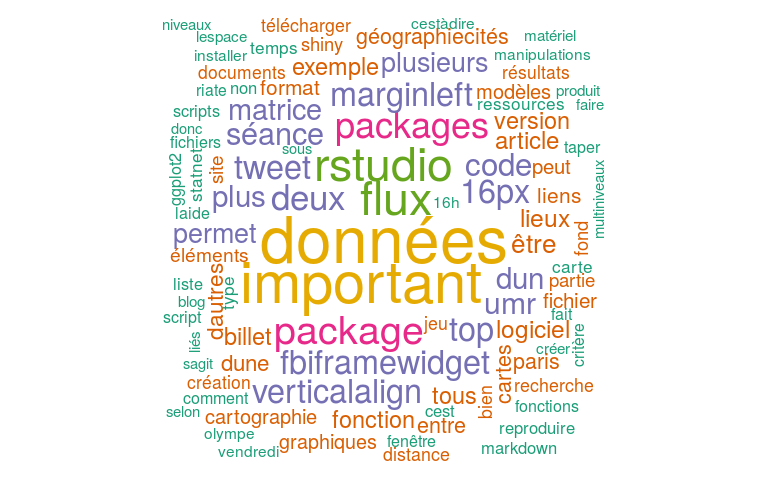 niveaux
télécharger
cestàdire
lespace
temps
shiny
géographiecités
matériel
installer
manipulations
documents
exemple
plusieurs
résultats
riate
non
format
marginleft
modèles
produit
scripts
matrice
packages
ressources
faire
donc
séance
version
fichiers
sous
article
taper
ggplot2
statnet
site
tweet
rstudio
code
peut
multiniveaux
plus
deux
flux
16h
16px
liens
laide
lieux
permet
données
être
fond
éléments
carte
liste
dautres
type
important
dun
partie
blog
umr
fichier
script
billet
package
jeu
top
logiciel
fait
liés
critère
sagit
dune
fbiframewidget
cartes
paris
créer
création
verticalalign
tous
bien
recherche
comment
selon
cartographie
fonction
cest
entre
fonctions
olympe
graphiques
fenêtre
reproduire
vendredi
distance
markdown